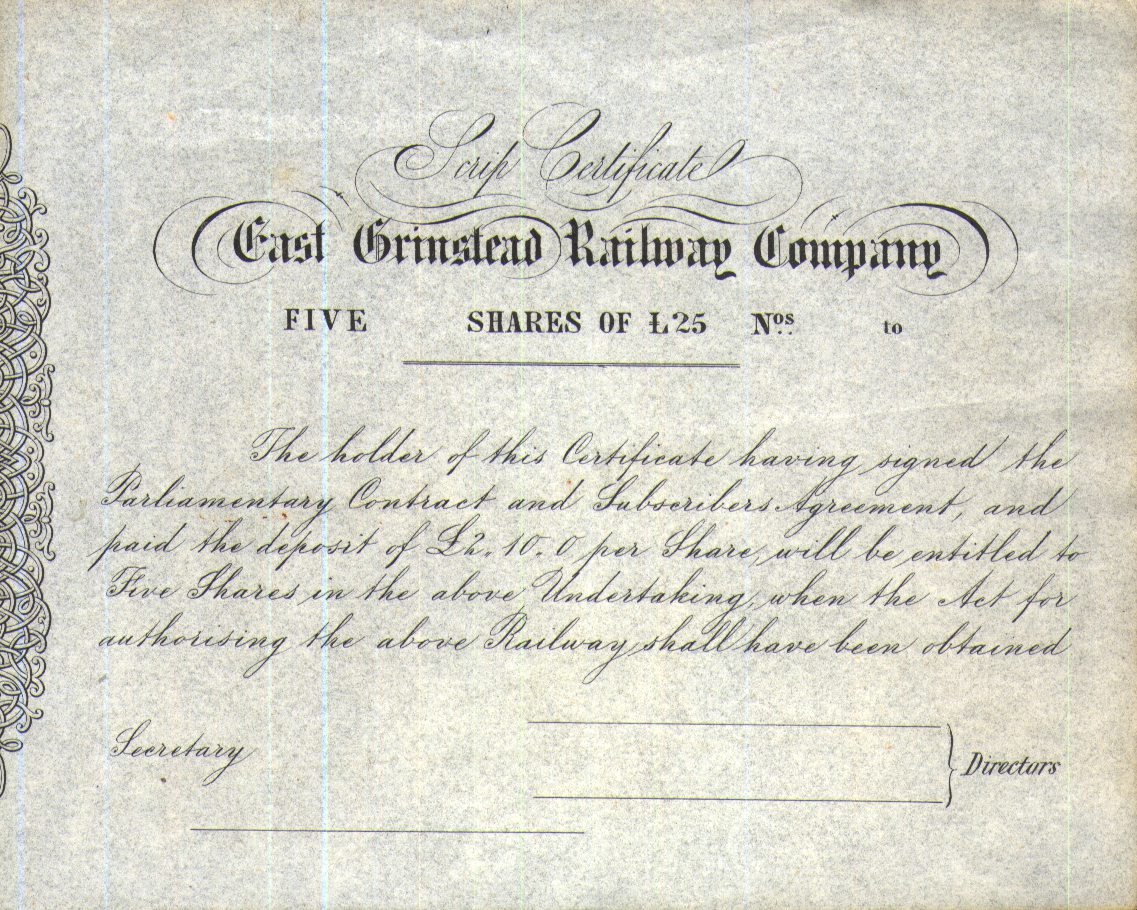 Scrip Certificate
East Grinstead Railway Company
FIVE SHARES OF £25 Nos. to
The holder of this Certificate having signed the
Parliamentary Contract and Subscribers Agreement, and
paid the deposit of £2.10.0 per Share, will be entitled to
Five Shares in the above Undertaking, when the Act for
authorising the above Railway shall have been obtained
Secretary
Directors